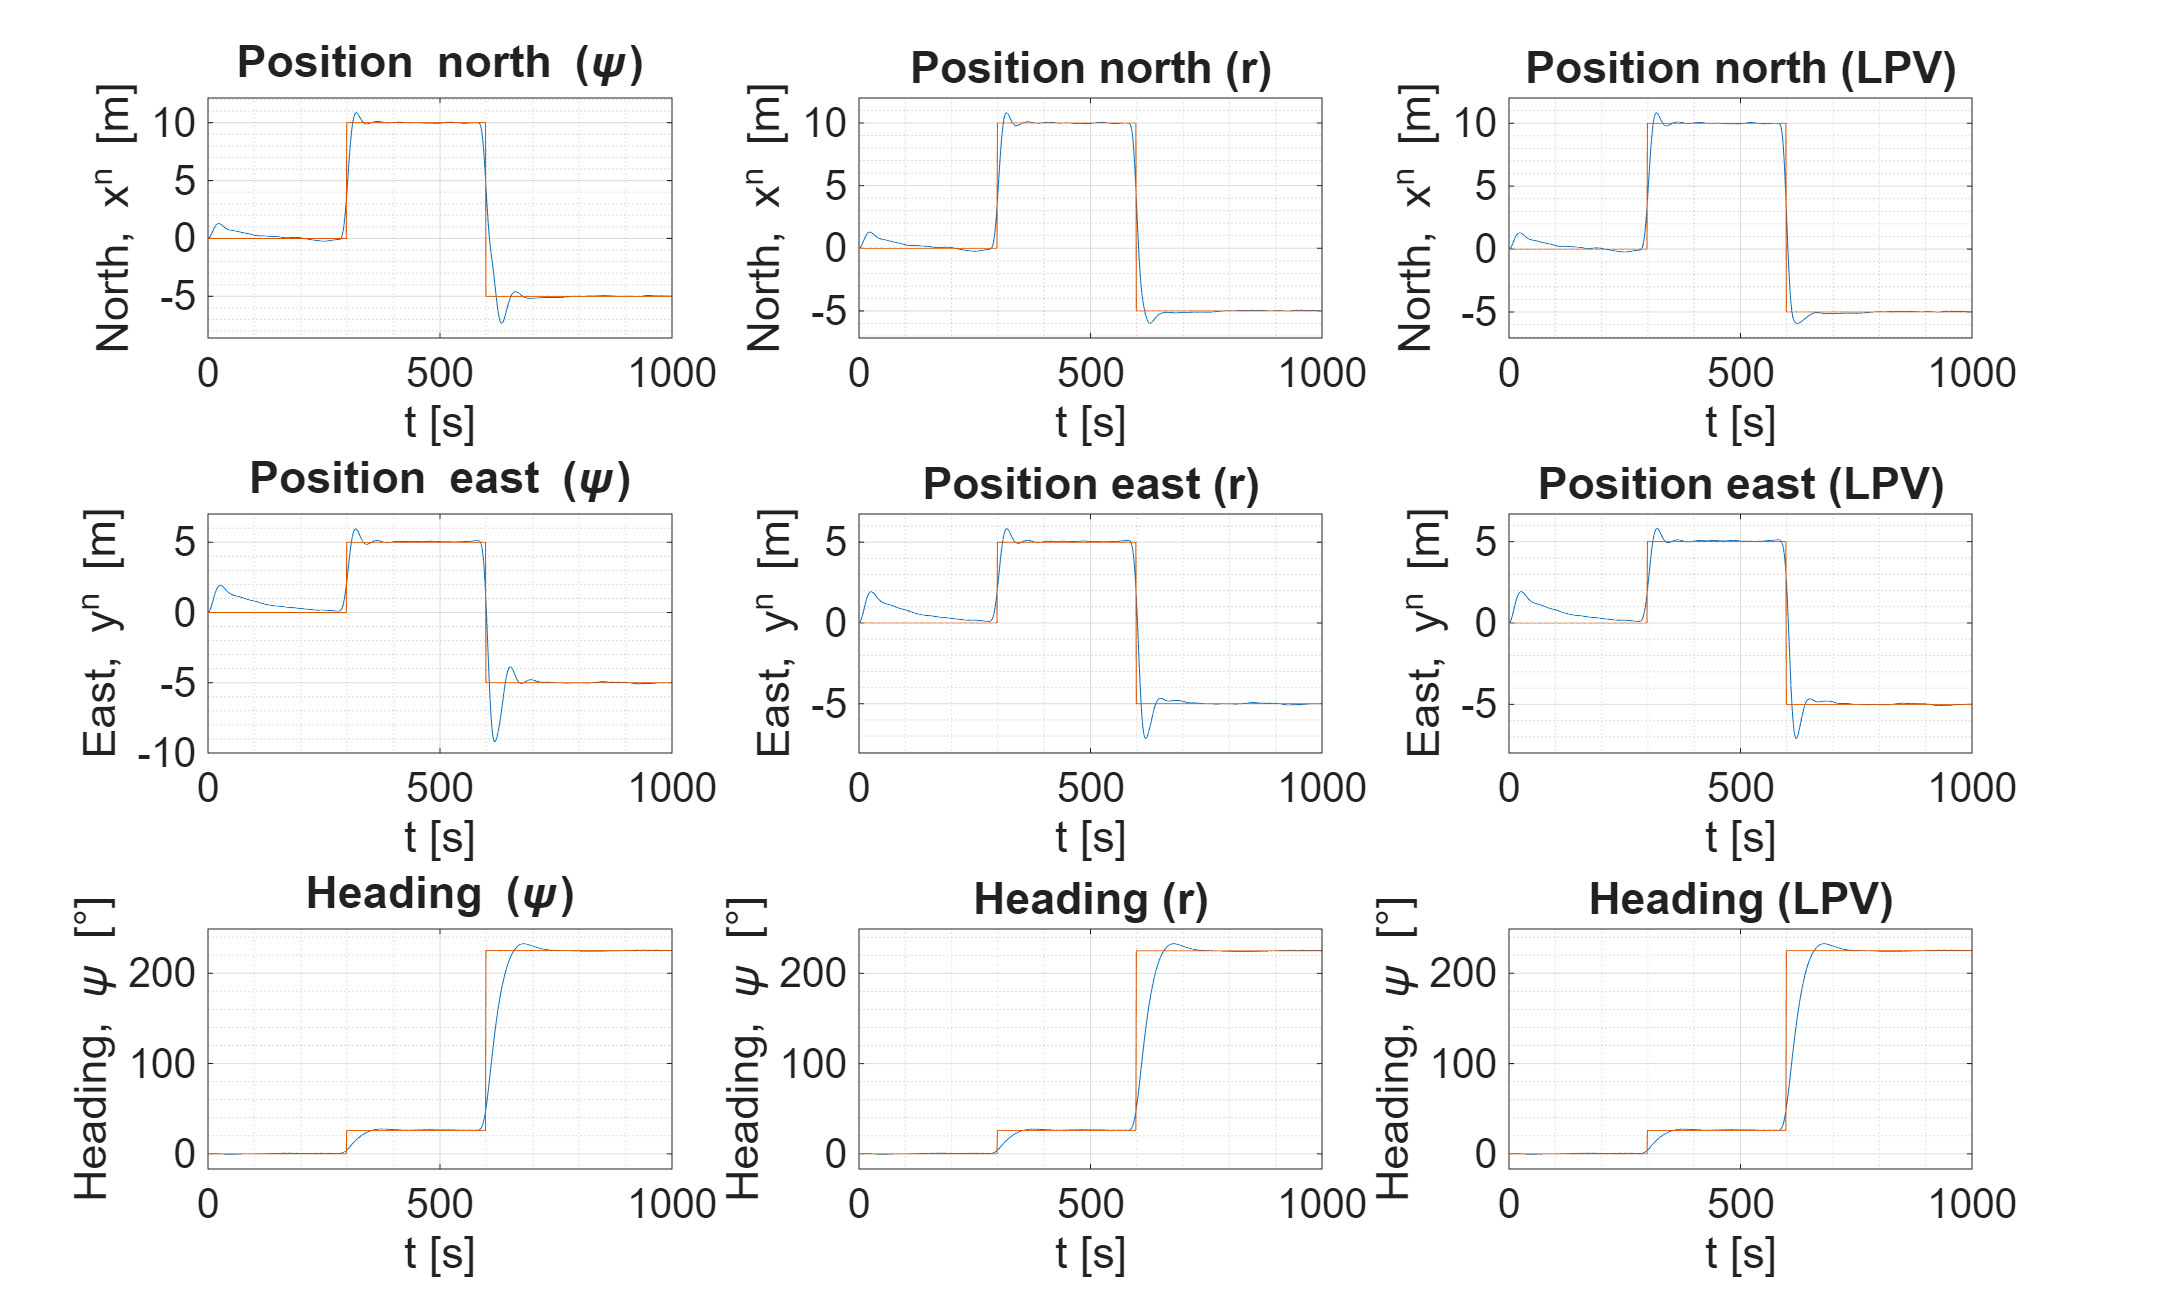 Position north (ψ)
North, xⁿ [m]
10
5
0
-5
0 500 1000
t [s]
Position north (r)
North, xⁿ [m]
10
5
0
-5
0 500 1000
t [s]
Position north (LPV)
North, xⁿ [m]
10
5
0
-5
0 500 1000
t [s]
Position east (ψ)
East, yⁿ [m]
5
0
-5
-10
0 500 1000
t [s]
Position east (r)
East, yⁿ [m]
5
0
-5
0 500 1000
t [s]
Position east (LPV)
East, yⁿ [m]
5
0
-5
0 500 1000
t [s]
Heading (ψ)
Heading, ψ [°]
200
100
0
0 500 1000
t [s]
Heading (r)
Heading, ψ [°]
200
100
0
0 500 1000
t [s]
Heading (LPV)
Heading, ψ [°]
200
100
0
0 500 1000
t [s]